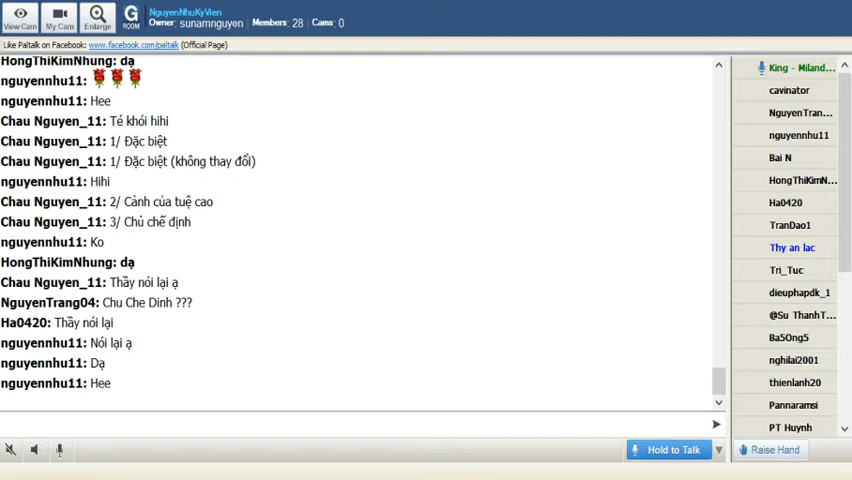 NguyenNhuKyVien
Owner: sunamnguyen Members: 28 Cams: 0
View Cam My Cam Enlarge G ROOM
Like Paltalk on Facebook: www.facebook.com/paltalk (Official Page)
HongThiKimNhung: dạ
nguyennhu11:
nguyennhu11: Hee
Chau Nguyen_11: Té khói hihi
Chau Nguyen_11: 1/ Đặc biệt
Chau Nguyen_11: 1/ Đặc biệt (không thay đổi)
nguyennhu11: Hihi
Chau Nguyen_11: 2/ Cảnh của tuệ cao
Chau Nguyen_11: 3/ Chủ chế định
nguyennhu11: Ko
HongThiKimNhung: dạ
Chau Nguyen_11: Thầy nói lại ạ
NguyenTrang04: Chu Che Dinh ???
Ha0420: Thầy nói lại
nguyennhu11: Nói lại ạ
nguyennhu11: Dạ
nguyennhu11: Hee
King - Miland...
cavinator
NguyenTran...
nguyennhu11
Bai N
HongThiKimN...
Ha0420
TranDao1
Thy an lac
Tri_Tuc
dieuphapdk_1
@Su ThanhT...
Ba5Ong5
nghilai2001
thienlanh20
Pannaramsi
PT Huynh
Hold to Talk
Raise Hand